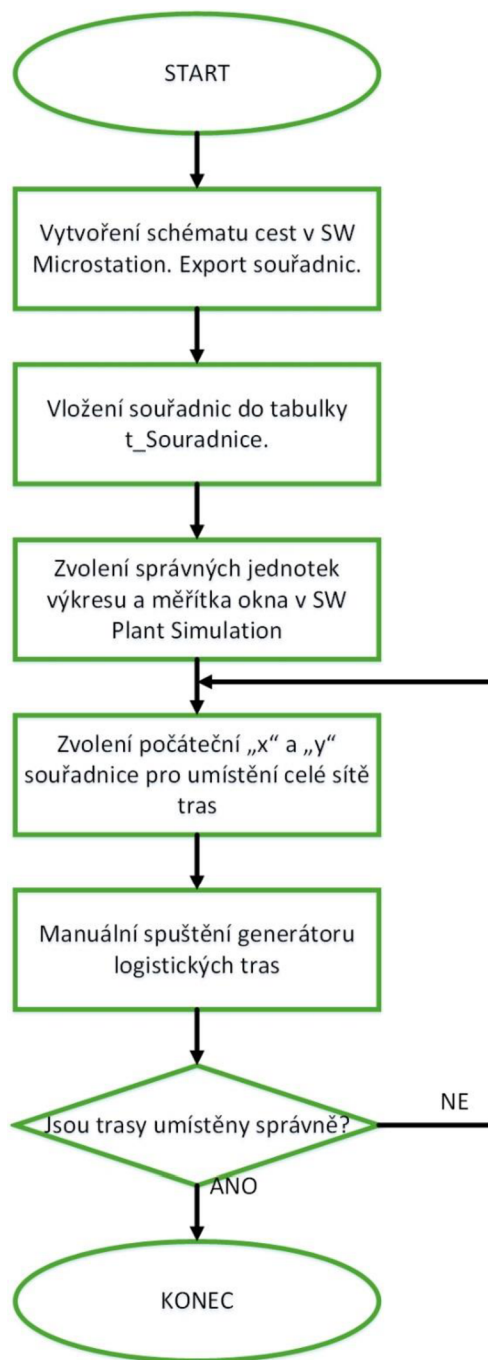 START
Vytvoření schématu cest v SW
Microstation. Export souřadnic.
Vložení souřadnic do tabulky
t_Souradnice.
Zvolení správných jednotek
výkresu a měřítka okna v SW
Plant Simulation
Zvolení počáteční „x“ a „y“
souřadnice pro umístění celé sítě
tras
Manuální spuštění generátoru
logistických tras
Jsou trasy umístěny správně?
NE
ANO
KONEC